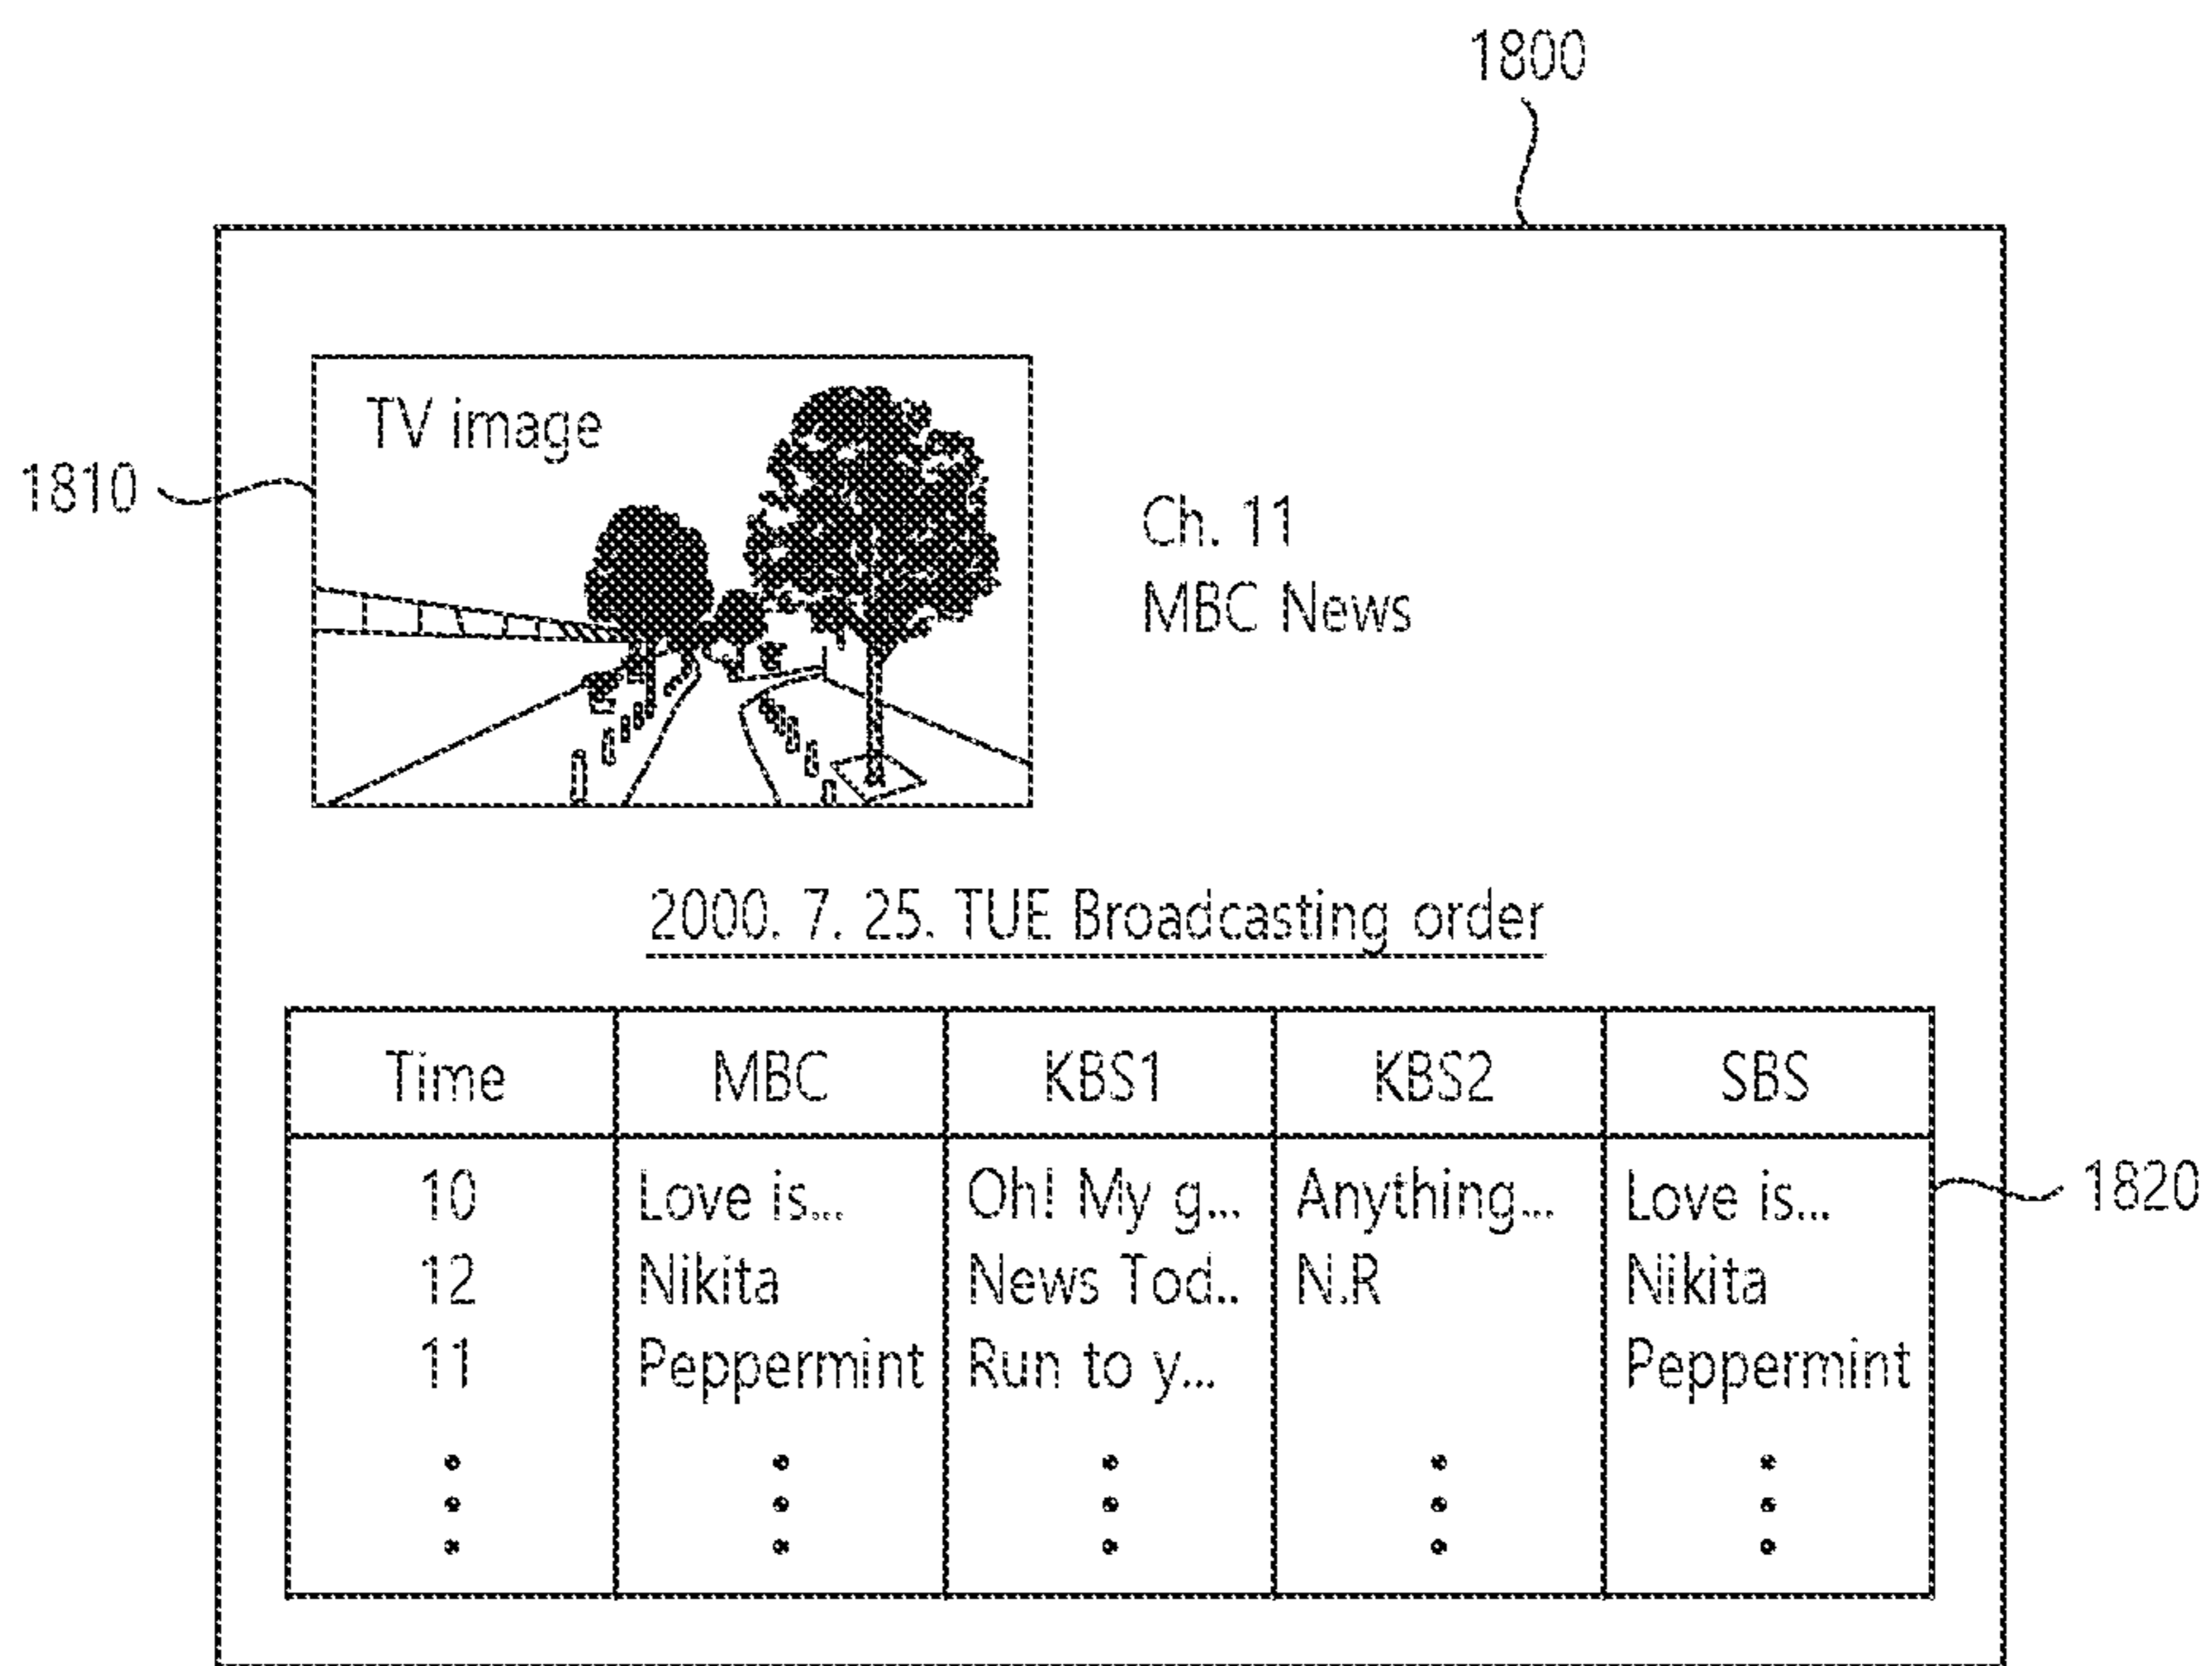 1800
TV image
1810
Ch. 11
MBC News
2000. 7. 25. TUE Broadcasting order
Time MBC KBS1 KBS2 SBS
10 Love is... Oh! My g... Anything... Love is...
1820
12 Nikita News Tod.. N.R Nikita
11 Peppermint Run to y... Peppermint